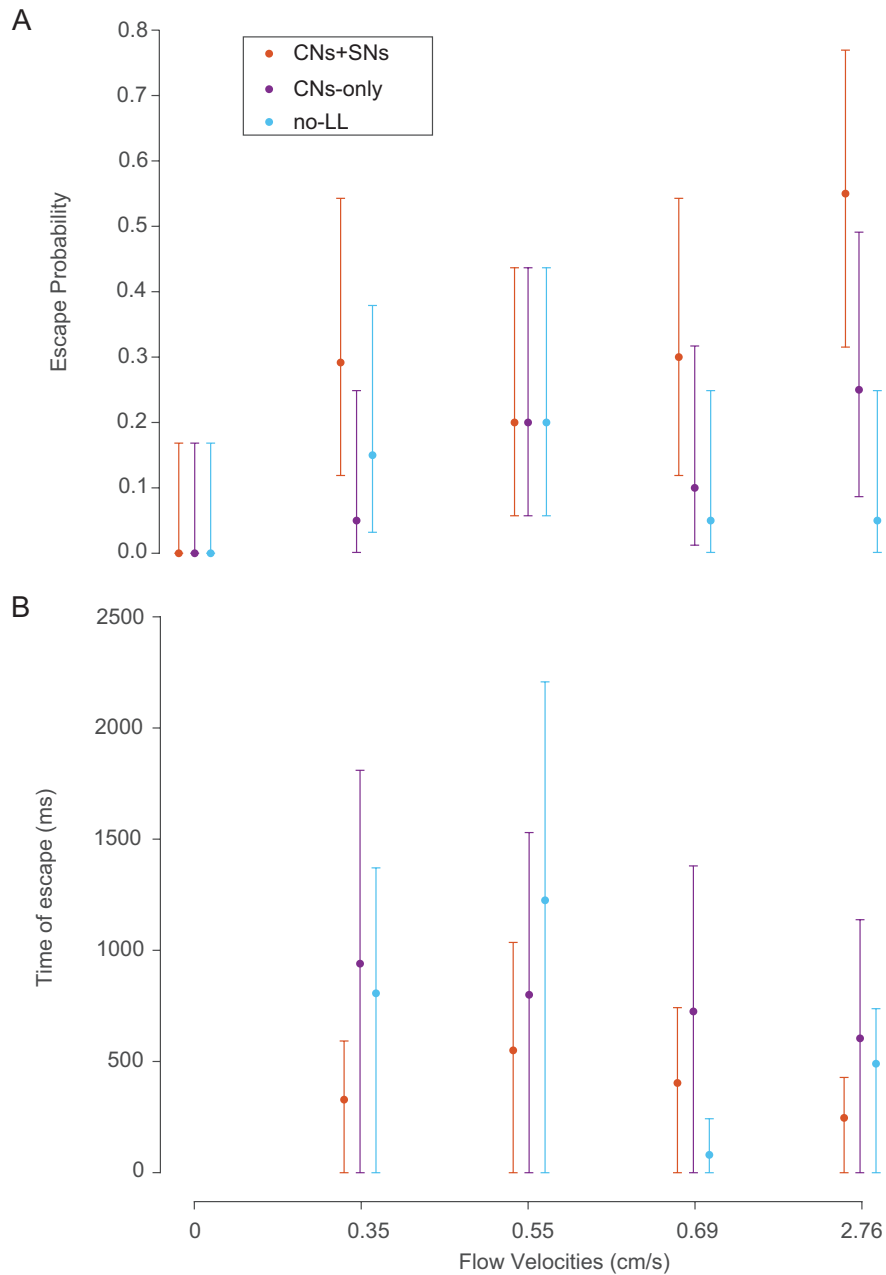 A
CNs+SNs
CNs-only
no-LL
Escape Probability
0.8
0.7
0.6
0.5
0.4
0.3
0.2
0.1
0.0
B
Time of escape (ms)
2500
2000
1500
1000
500
0
0 0.35 0.55 0.69 2.76
Flow Velocities (cm/s)